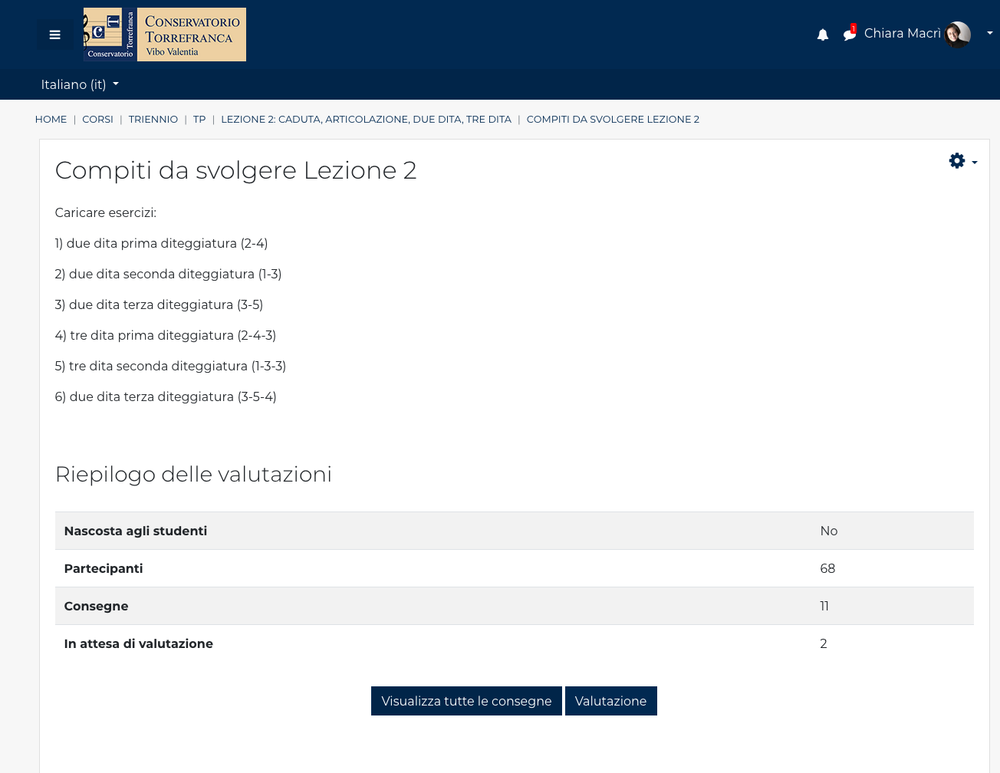 CONSERVATORIO
TORREFRANCA
Vibo Valentia
Conservatorio
Torrefranca
1
Chiara Macrì
Italiano (it)
HOME | CORSI | TRIENNIO | TP | LEZIONE 2: CADUTA, ARTICOLAZIONE, DUE DITA, TRE DITA | COMPITI DA SVOLGERE LEZIONE 2
Compiti da svolgere Lezione 2
Caricare esercizi:
1) due dita prima diteggiatura (2-4)
2) due dita seconda diteggiatura (1-3)
3) due dita terza diteggiatura (3-5)
4) tre dita prima diteggiatura (2-4-3)
5) tre dita seconda diteggiatura (1-3-3)
6) due dita terza diteggiatura (3-5-4)
Riepilogo delle valutazioni
Nascosta agli studenti No
Partecipanti 68
Consegne 11
In attesa di valutazione 2
Visualizza tutte le consegne Valutazione